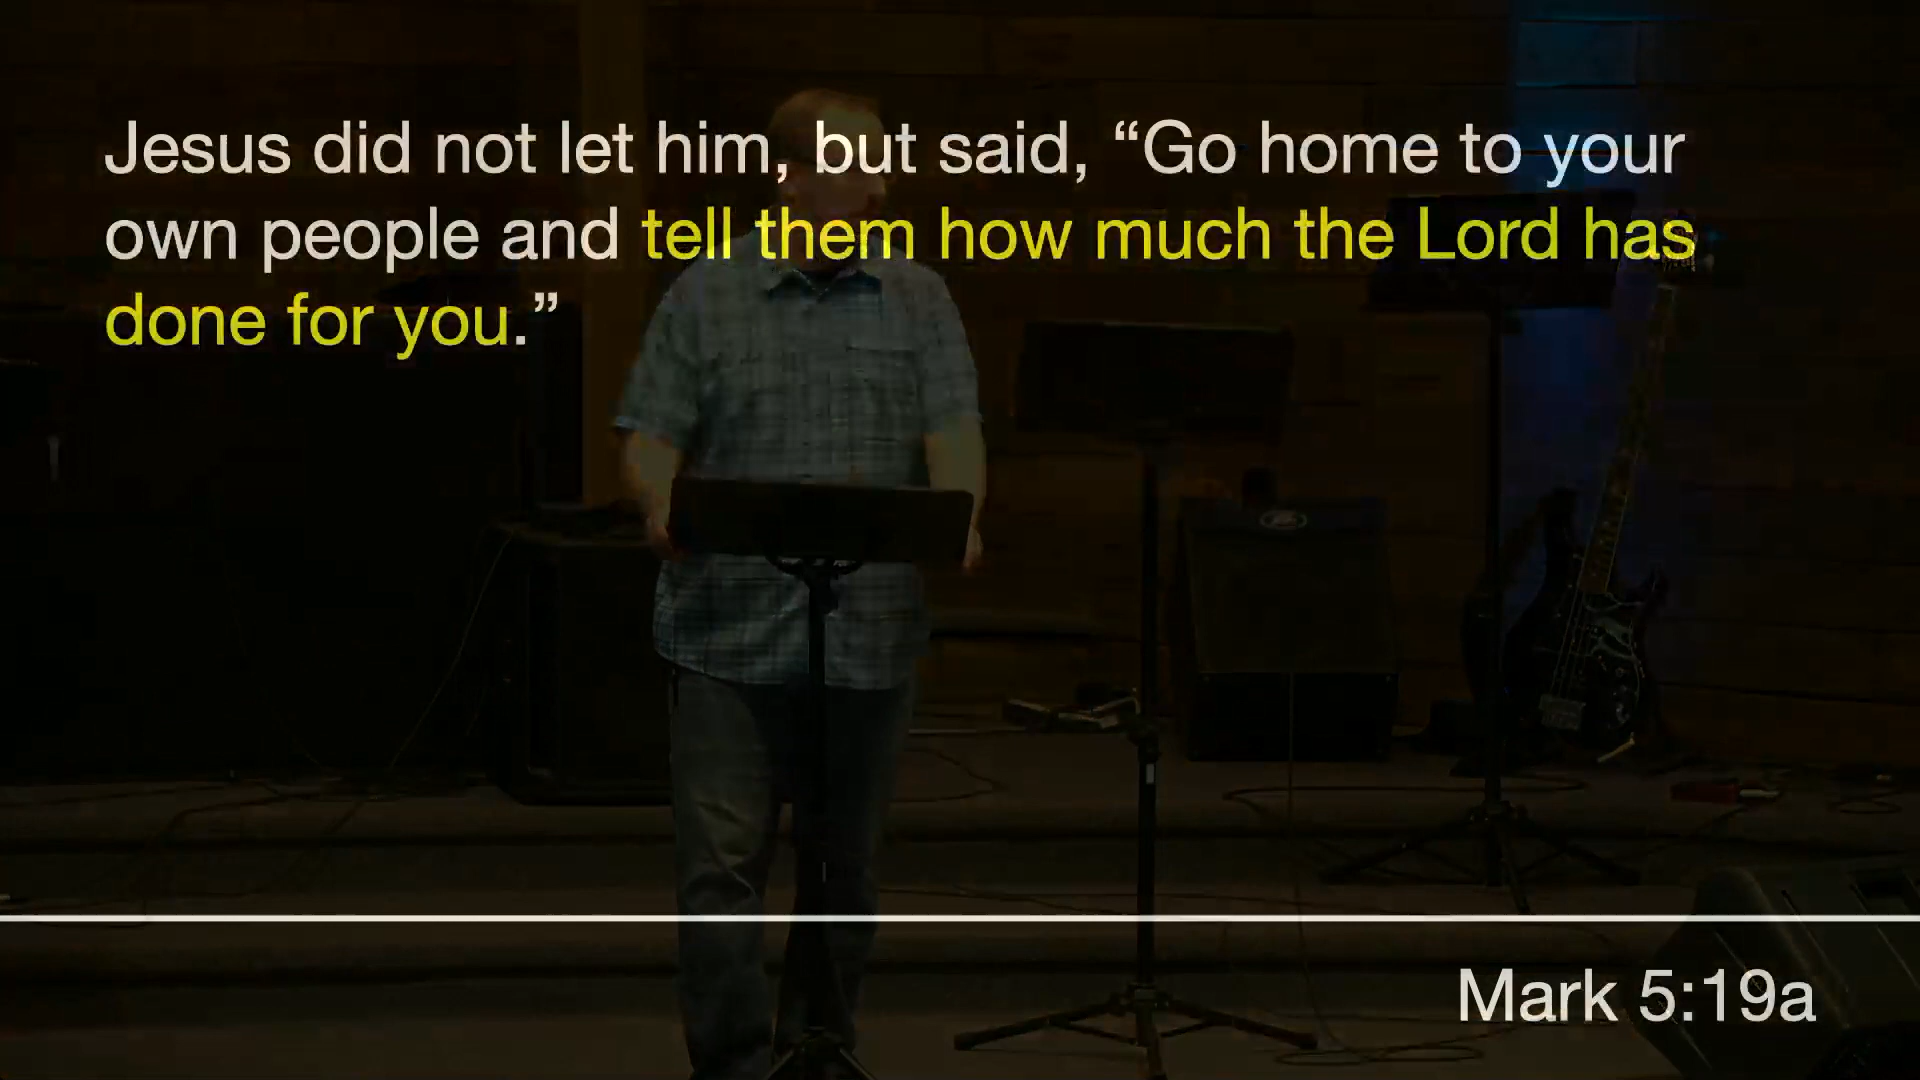 Jesus did not let him, but said, “Go home to your
own people and tell them how much the Lord has
done for you.”
Mark 5:19a